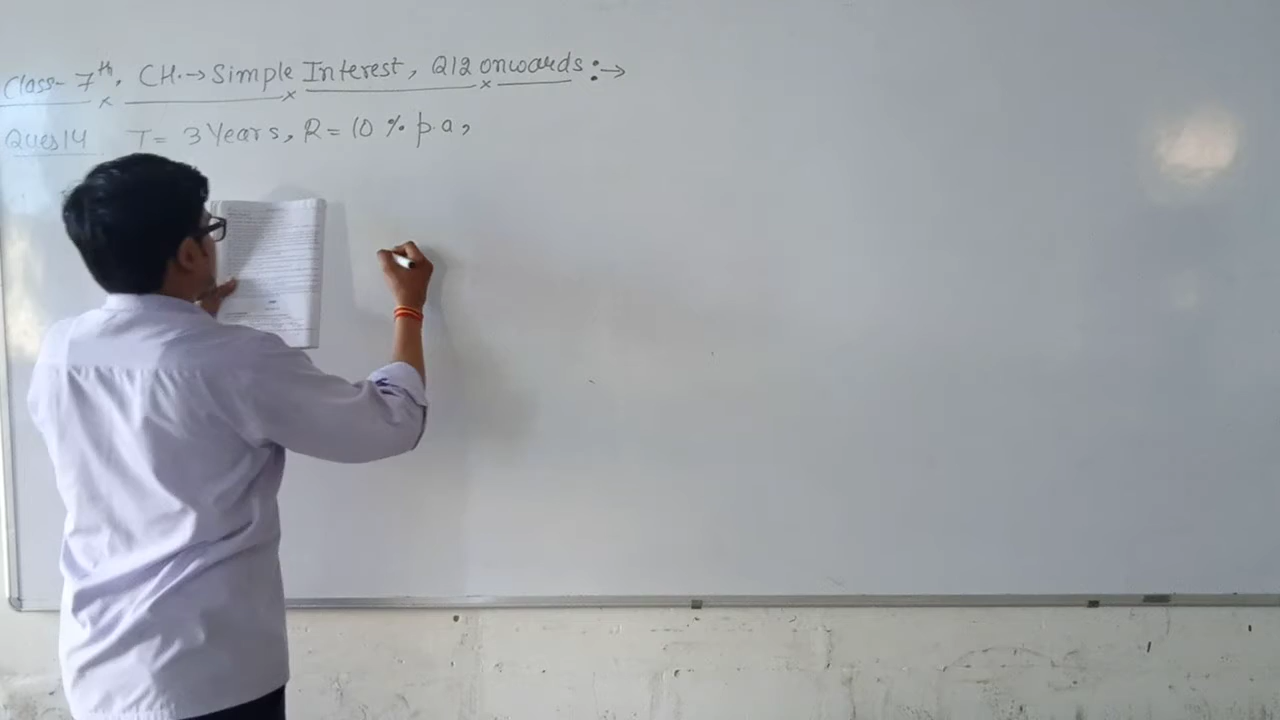 Class- 7th, CH.→ Simple Interest, Q12 onwards :→
Ques14 T= 3 Years, R = 10 % p.a,